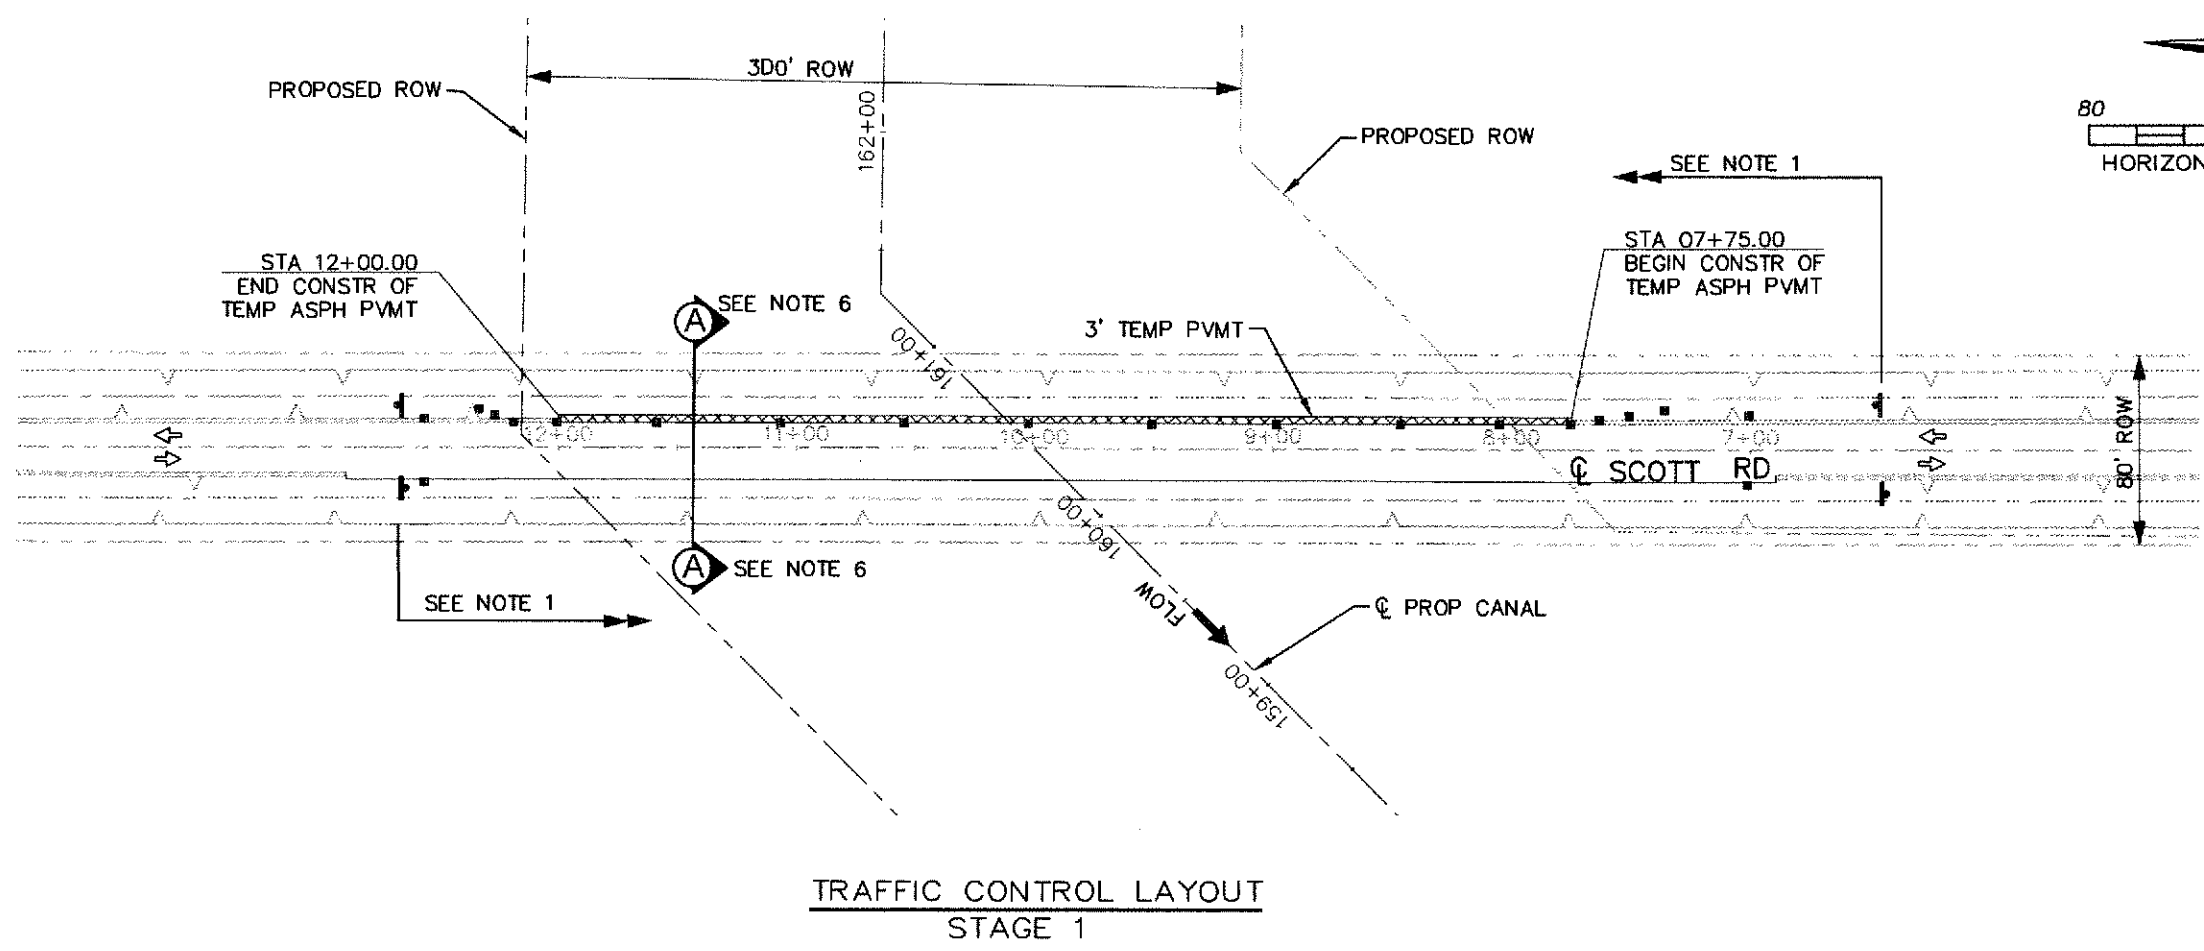 3D0' ROW
PROPOSED ROW
162+00
PROPOSED ROW
80
HORIZON
SEE NOTE 1
STA 07+75.00
BEGIN CONSTR OF
TEMP ASPH PVMT
STA 12+00.00
END CONSTR OF
TEMP ASPH PVMT
A
SEE NOTE 6
3' TEMP PVMT
161+00
12+00
11+00
10+00
9+00
8+00
7+00
80' ROW
℄ SCOTT RD
160+00
A
SEE NOTE 6
SEE NOTE 1
FLOW
℄ PROP CANAL
159+00
TRAFFIC CONTROL LAYOUT
STAGE 1